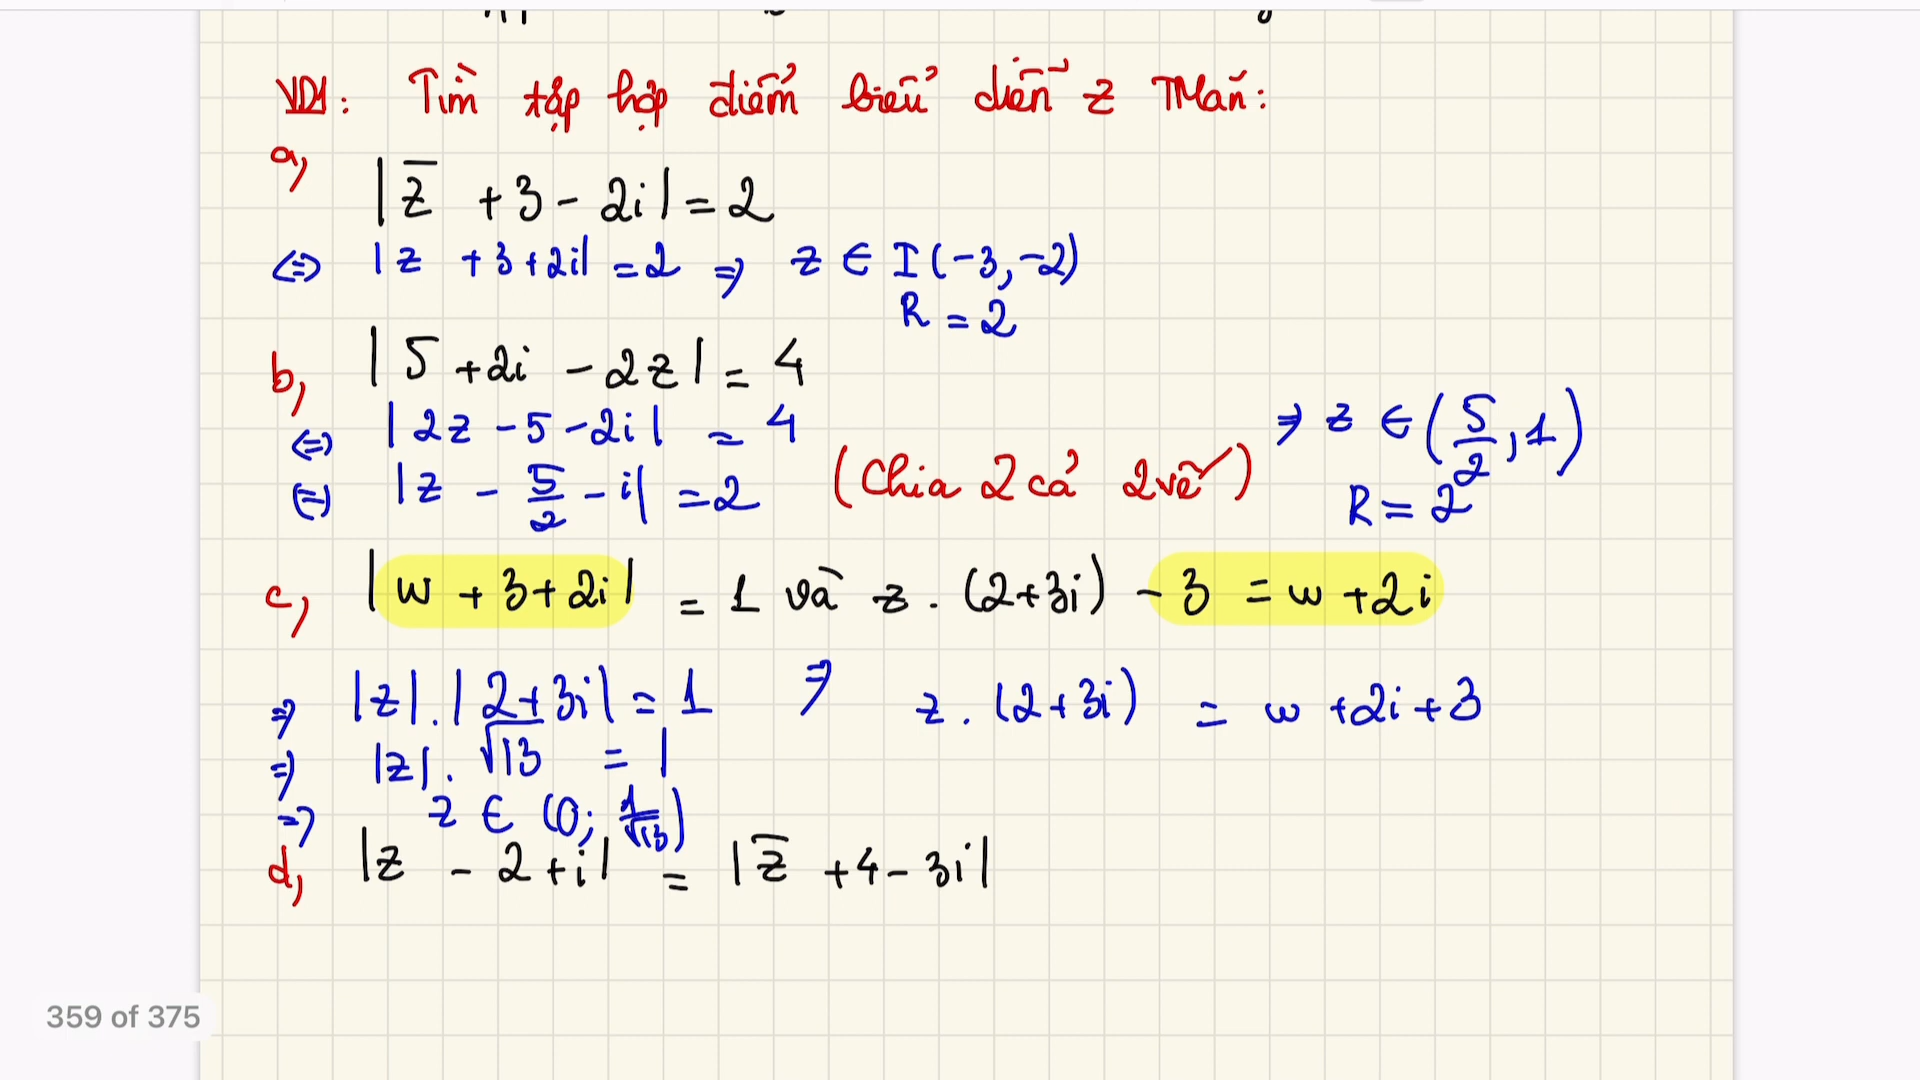 VD1: Tìm tập hợp điểm biểu diễn z Mãn:
a, |z̅ + 3 - 2i| = 2
⇔ |z + 3 + 2i| = 2 ⇒ z ∈ I(-3, -2)
R = 2
b, |5 + 2i - 2z| = 4
⇔ |2z - 5 - 2i| = 4 ⇒ z ∈ (5/2, 1)
⇔ |z - 5/2 - i| = 2 (Chia 2 cả 2 vế) R = 2
c, |w + 3 + 2i| = 1 và z . (2+3i) - 3 = w + 2i
⇒ |z| . |2+3i| = 1 ⇒ z . (2+3i) = w + 2i + 3
⇒ |z| . √13 = 1
⇒ z ∈ (0; 1/√13)
d, |z - 2 + i| = |z̅ + 4 - 3i|
359 of 375